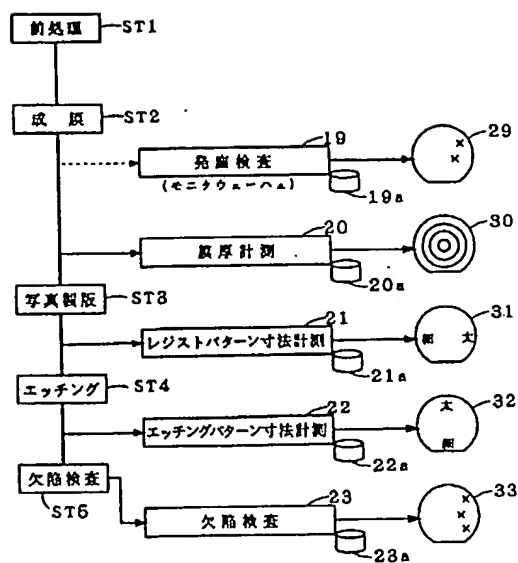 前処理
ST1
成膜
ST2
発塵検査
19
29
(モニタウェーハ)
19a
膜厚計測
20
30
20a
写真製版
ST3
レジストパターン寸法計測
21
細 太
31
21a
エッチング
ST4
エッチングパターン寸法計測
22
太
細
32
22a
欠陥検査
ST5
欠陥検査
23
33
23a